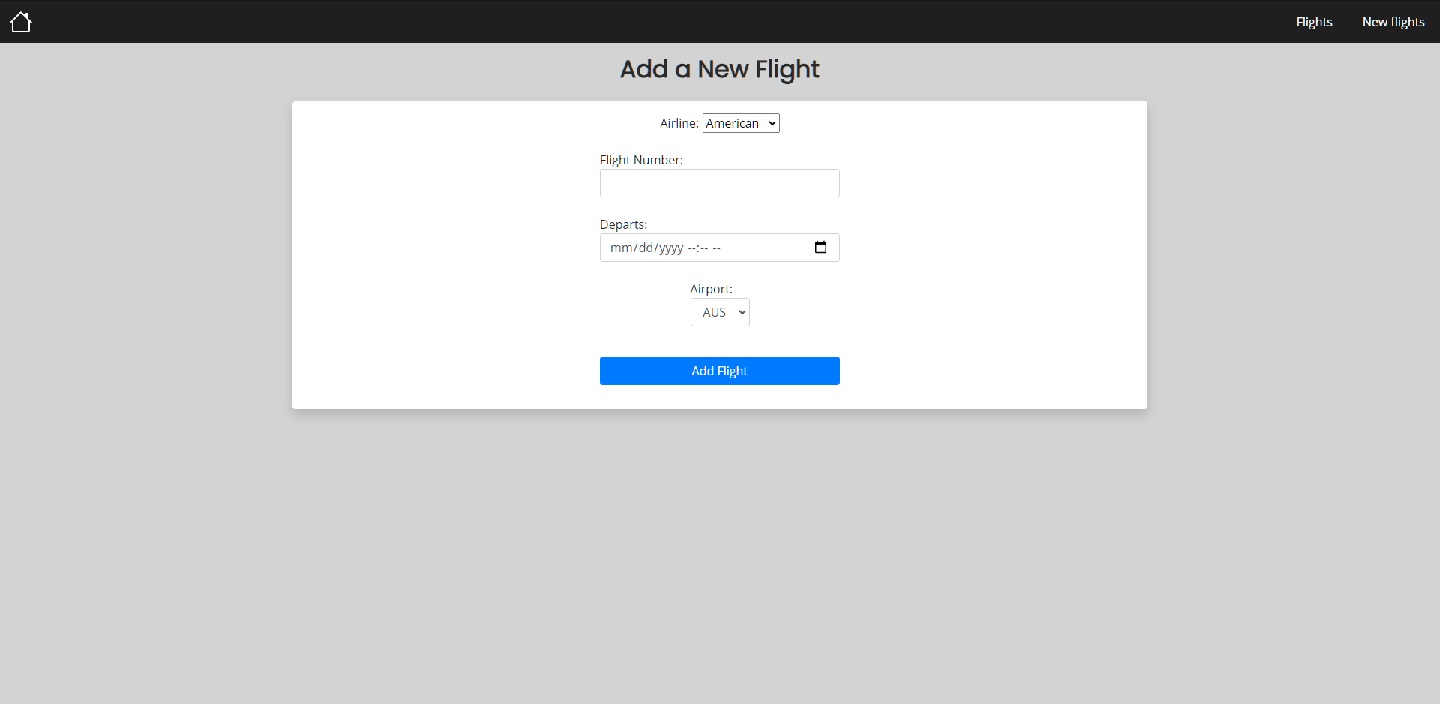 Flights New flights
Add a New Flight
Airline: American
Flight Number:
Departs:
mm/dd/yyyy --:-- --
Airport:
AUS
Add Flight